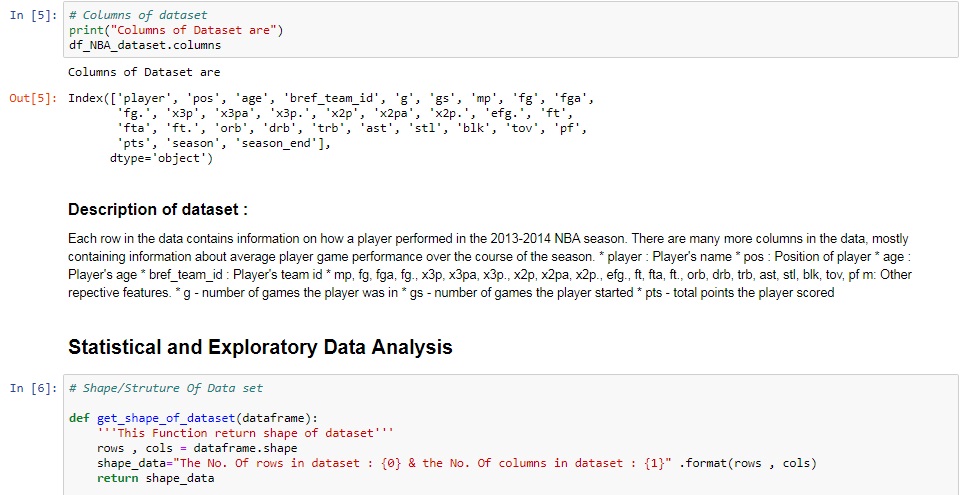 In [5]: # Columns of dataset
print("Columns of Dataset are")
df_NBA_dataset.columns
Columns of Dataset are
Out[5]: Index(['player', 'pos', 'age', 'bref_team_id', 'g', 'gs', 'mp', 'fg', 'fga',
'fg.', 'x3p', 'x3pa', 'x3p.', 'x2p', 'x2pa', 'x2p.', 'efg.', 'ft',
'fta', 'ft.', 'orb', 'drb', 'trb', 'ast', 'stl', 'blk', 'tov', 'pf',
'pts', 'season', 'season_end'],
dtype='object')
Description of dataset :
Each row in the data contains information on how a player performed in the 2013-2014 NBA season. There are many more columns in the data, mostly
containing information about average player game performance over the course of the season. * player : Player's name * pos : Position of player * age :
Player's age * bref_team_id : Player's team id * mp, fg, fga, fg., x3p, x3pa, x3p., x2p, x2pa, x2p., efg., ft, fta, ft., orb, drb, trb, ast, stl, blk, tov, pf m: Other
repective features. * g - number of games the player was in * gs - number of games the player started * pts - total points the player scored
Statistical and Exploratory Data Analysis
In [6]: # Shape/Struture Of Data set
def get_shape_of_dataset(dataframe):
'''This Function return shape of dataset'''
rows , cols = dataframe.shape
shape_data="The No. Of rows in dataset : {0} & the No. Of columns in dataset : {1}" .format(rows , cols)
return shape_data